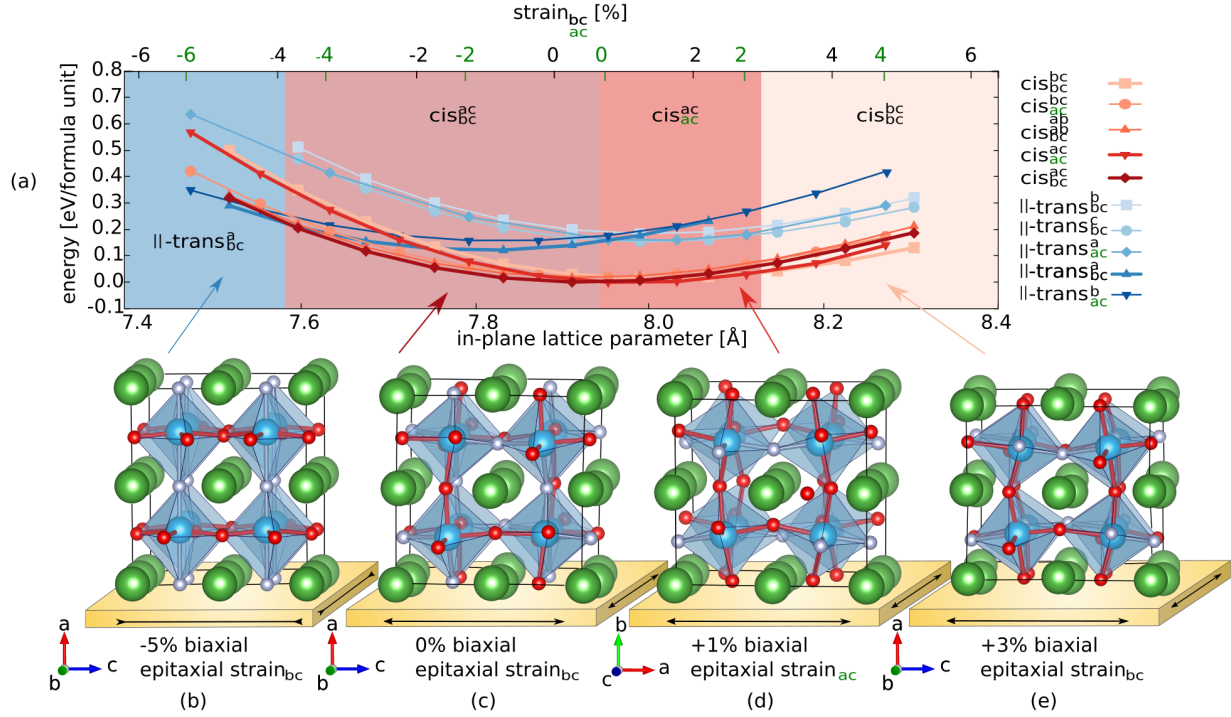 strain_bc [%]
ac
-6 -4 -2 0 2 4 6
-6 -4 -2 0 2 4
(a)
energy [eV/formula unit]
0.8
0.7
0.6
0.5
0.4
0.3
0.2
0.1
0.0
-0.1
||-trans^a_bc
cis^ac_bc
cis^ac_ac
cis^bc_bc
7.4 7.6 7.8 8.0 8.2 8.4
in-plane lattice parameter [Å]
cis^bc_bc
cis^bc_ac
cis^ab_bc
cis^ac_ac
cis^ac_bc
||-trans^b_bc
||-trans^c_bc
||-trans^a_ac
||-trans^a_bc
||-trans^b_ac
a
b
c
-5% biaxial
epitaxial strain_bc
(b)
a
b
c
0% biaxial
epitaxial strain_bc
(c)
b
c
a
+1% biaxial
epitaxial strain_ac
(d)
a
b
c
+3% biaxial
epitaxial strain_bc
(e)